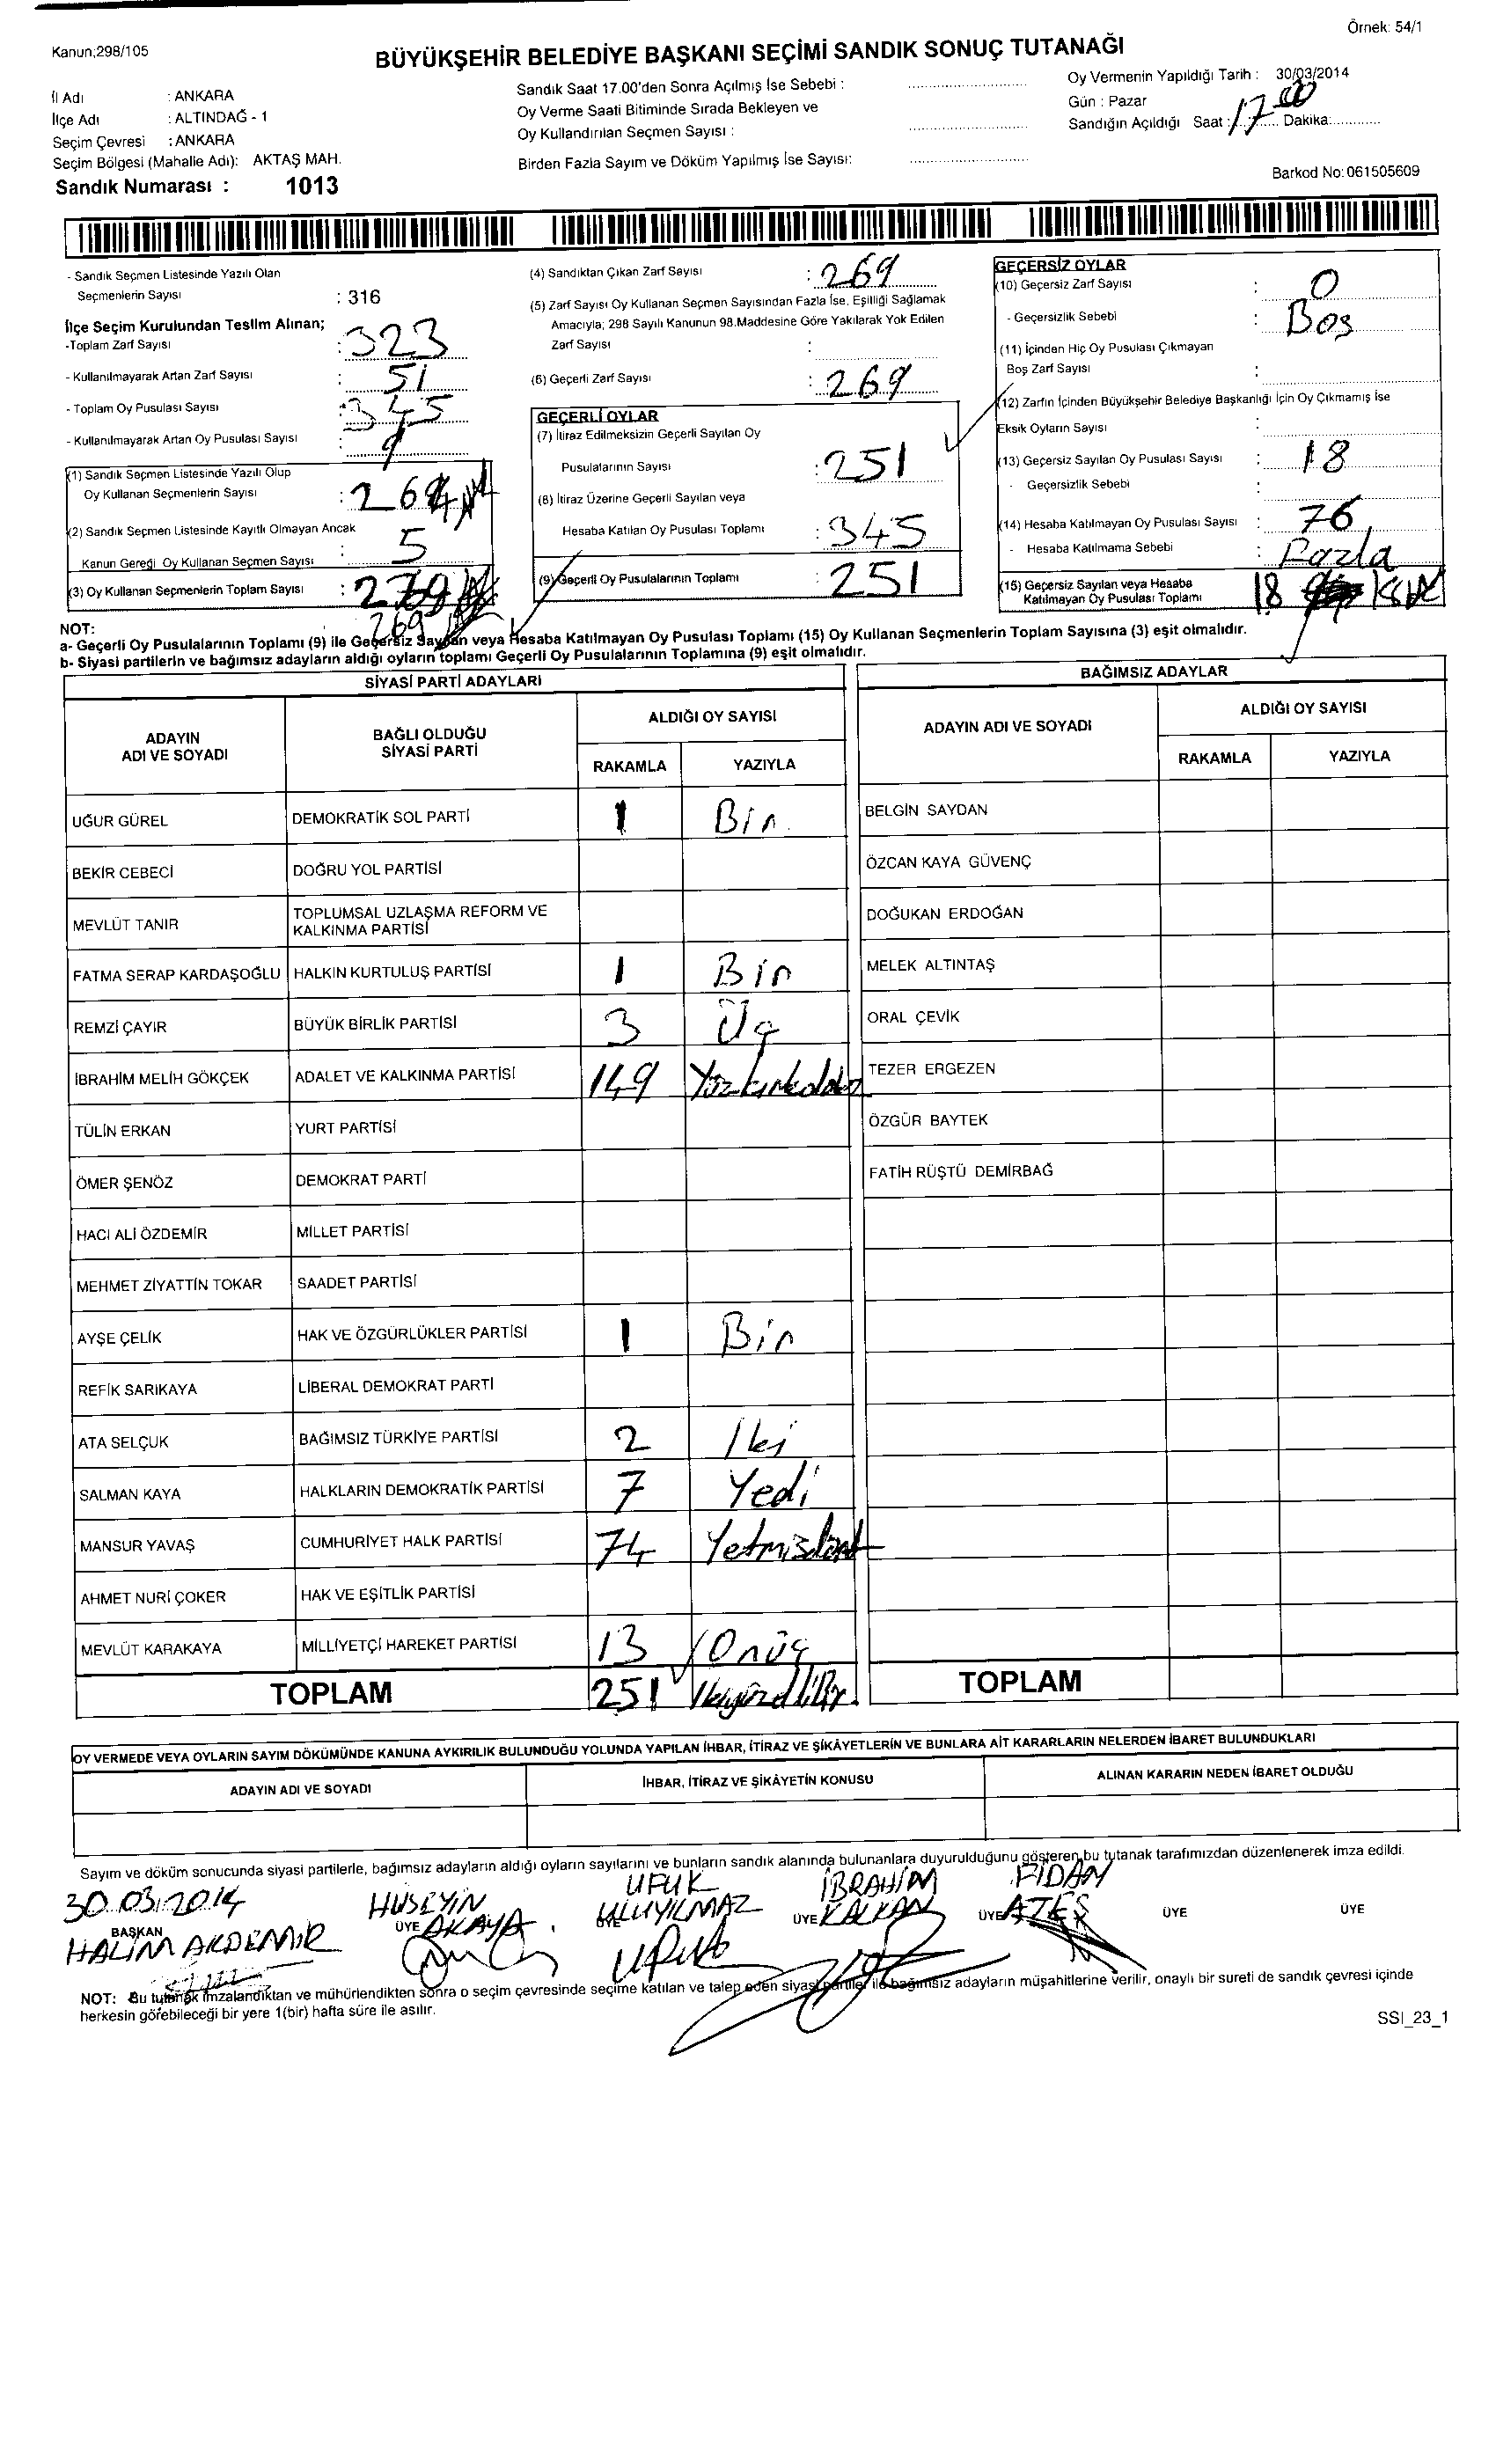 Örnek: 54/1
Kanun;298/105
BÜYÜKŞEHİR BELEDİYE BAŞKANI SEÇİMİ SANDIK SONUÇ TUTANAĞI
İl Adı : ANKARA
İlçe Adı : ALTINDAĞ - 1
Seçim Çevresi : ANKARA
Seçim Bölgesi (Mahalle Adı): AKTAŞ MAH.
Sandık Numarası : 1013
Sandık Saat 17.00'den Sonra Açılmış İse Sebebi :
Oy Verme Saati Bitiminde Sırada Bekleyen ve
Oy Kullandırılan Seçmen Sayısı :
Birden Fazla Sayım ve Döküm Yapılmış İse Sayısı:
Oy Vermenin Yapıldığı Tarih : 30/03/2014
Gün : Pazar
Sandığın Açıldığı Saat : 17 Dakika: 00
Barkod No: 061505609
- Sandık Seçmen Listesinde Yazılı Olan
Seçmenlerin Sayısı : 316
İlçe Seçim Kurulundan Teslim Alınan;
-Toplam Zarf Sayısı : 323
- Kullanılmayarak Artan Zarf Sayısı : 51
- Toplam Oy Pusulası Sayısı : 345
- Kullanılmayarak Artan Oy Pusulası Sayısı :
(1) Sandık Seçmen Listesinde Yazılı Olup
Oy Kullanan Seçmenlerin Sayısı : 264
(2) Sandık Seçmen Listesinde Kayıtlı Olmayan Ancak
Kanun Gereği Oy Kullanan Seçmen Sayısı : 5
(3) Oy Kullanan Seçmenlerin Toplam Sayısı :
269
(4) Sandıktan Çıkan Zarf Sayısı : 269
(5) Zarf Sayısı Oy Kullanan Seçmen Sayısından Fazla İse, Eşitliği Sağlamak
Amacıyla; 298 Sayılı Kanunun 98.Maddesine Göre Yakılarak Yok Edilen
Zarf Sayısı :
(6) Geçerli Zarf Sayısı : 269
GEÇERLİ OYLAR
(7) İtiraz Edilmeksizin Geçerli Sayılan Oy
Pusulalarının Sayısı : 251
(8) İtiraz Üzerine Geçerli Sayılan veya
Hesaba Katılan Oy Pusulası Toplamı : 345
(9) Geçerli Oy Pusulalarının Toplamı : 251
GEÇERSİZ OYLAR
(10) Geçersiz Zarf Sayısı : 0
- Geçersizlik Sebebi : Boş
(11) İçinden Hiç Oy Pusulası Çıkmayan
Boş Zarf Sayısı :
(12) Zarfın İçinden Büyükşehir Belediye Başkanlığı İçin Oy Çıkmamış İse
Eksik Oyların Sayısı :
(13) Geçersiz Sayılan Oy Pusulası Sayısı : 18
- Geçersizlik Sebebi :
(14) Hesaba Katılmayan Oy Pusulası Sayısı : 76
- Hesaba Katılmama Sebebi : Fazla
(15) Geçersiz Sayılan veya Hesaba
Katılmayan Oy Pusulası Toplamı 18
NOT:
a- Geçerli Oy Pusulalarının Toplamı (9) ile Geçersiz Sayılan veya Hesaba Katılmayan Oy Pusulası Toplamı (15) Oy Kullanan Seçmenlerin Toplam Sayısına (3) eşit olmalıdır.
b- Siyasi partilerin ve bağımsız adayların aldığı oyların toplamı Geçerli Oy Pusulalarının Toplamına (9) eşit olmalıdır.
SİYASİ PARTİ ADAYLARI
ADAYIN
ADI VE SOYADI
BAĞLI OLDUĞU
SİYASİ PARTİ
ALDIĞI OY SAYISI
RAKAMLA YAZIYLA
UĞUR GÜREL DEMOKRATİK SOL PARTİ 1 Bir
BEKİR CEBECİ DOĞRU YOL PARTİSİ
MEVLÜT TANIR TOPLUMSAL UZLAŞMA REFORM VE
KALKINMA PARTİSİ
FATMA SERAP KARDAŞOĞLU HALKIN KURTULUŞ PARTİSİ 1 Bir
REMZİ ÇAYIR BÜYÜK BİRLİK PARTİSİ 3 Üç
İBRAHİM MELİH GÖKÇEK ADALET VE KALKINMA PARTİSİ 149 Yüzkırkdokuz
TÜLİN ERKAN YURT PARTİSİ
ÖMER ŞENÖZ DEMOKRAT PARTİ
HACI ALİ ÖZDEMİR MİLLET PARTİSİ
MEHMET ZİYATTİN TOKAR SAADET PARTİSİ
AYŞE ÇELİK HAK VE ÖZGÜRLÜKLER PARTİSİ 1 Bir
REFİK SARIKAYA LİBERAL DEMOKRAT PARTİ
ATA SELÇUK BAĞIMSIZ TÜRKİYE PARTİSİ 2 İki
SALMAN KAYA HALKLARIN DEMOKRATİK PARTİSİ 7 Yedi
MANSUR YAVAŞ CUMHURİYET HALK PARTİSİ 74 Yetmişdört
AHMET NURİ ÇOKER HAK VE EŞİTLİK PARTİSİ
MEVLÜT KARAKAYA MİLLİYETÇİ HAREKET PARTİSİ 13 Onüç
TOPLAM 251 İkiyüzellibir
BAĞIMSIZ ADAYLAR
ADAYIN ADI VE SOYADI
ALDIĞI OY SAYISI
RAKAMLA YAZIYLA
BELGİN SAYDAN
ÖZCAN KAYA GÜVENÇ
DOĞUKAN ERDOĞAN
MELEK ALTINTAŞ
ORAL ÇEVİK
TEZER ERGEZEN
ÖZGÜR BAYTEK
FATİH RÜŞTÜ DEMİRBAĞ
TOPLAM
OY VERMEDE VEYA OYLARIN SAYIM DÖKÜMÜNDE KANUNA AYKIRILIK BULUNDUĞU YOLUNDA YAPILAN İHBAR, İTİRAZ VE ŞİKÂYETLERİN VE BUNLARA AİT KARARLARIN NELERDEN İBARET BULUNDUKLARI
ADAYIN ADI VE SOYADI İHBAR, İTİRAZ VE ŞİKÂYETİN KONUSU ALINAN KARARIN NEDEN İBARET OLDUĞU
Sayım ve döküm sonucunda siyasi partilerle, bağımsız adayların aldığı oyların sayılarını ve bunların sandık alanında bulunanlara duyurulduğunu gösteren bu tutanak tarafımızdan düzenlenerek imza edildi.
30.03.2014 HÜSEYİN UFUK İBRAHİM FİDAN
BAŞKAN ÜYE AKAYA ÜYE ULUYILMAZ ÜYE KALKAN ÜYE ATEŞ ÜYE ÜYE
HALİM AKDEMİR
NOT: Bu tutanak imzalandıktan ve mühürlendikten sonra o seçim çevresinde seçime katılan ve talep eden siyasi partiler ile bağımsız adayların müşahitlerine verilir, onaylı bir sureti de sandık çevresi içinde
herkesin görebileceği bir yere 1(bir) hafta süre ile asılır.
SSI_23_1